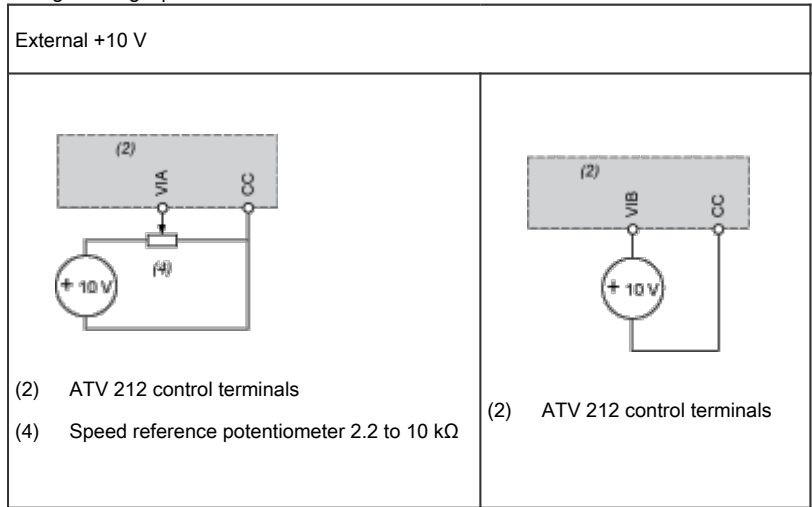 External +10 V
(2)
VIA
CC
(4)
+ 10 V
(2) ATV 212 control terminals
(4) Speed reference potentiometer 2.2 to 10 kΩ
(2)
VIB
CC
+ 10 V
(2) ATV 212 control terminals